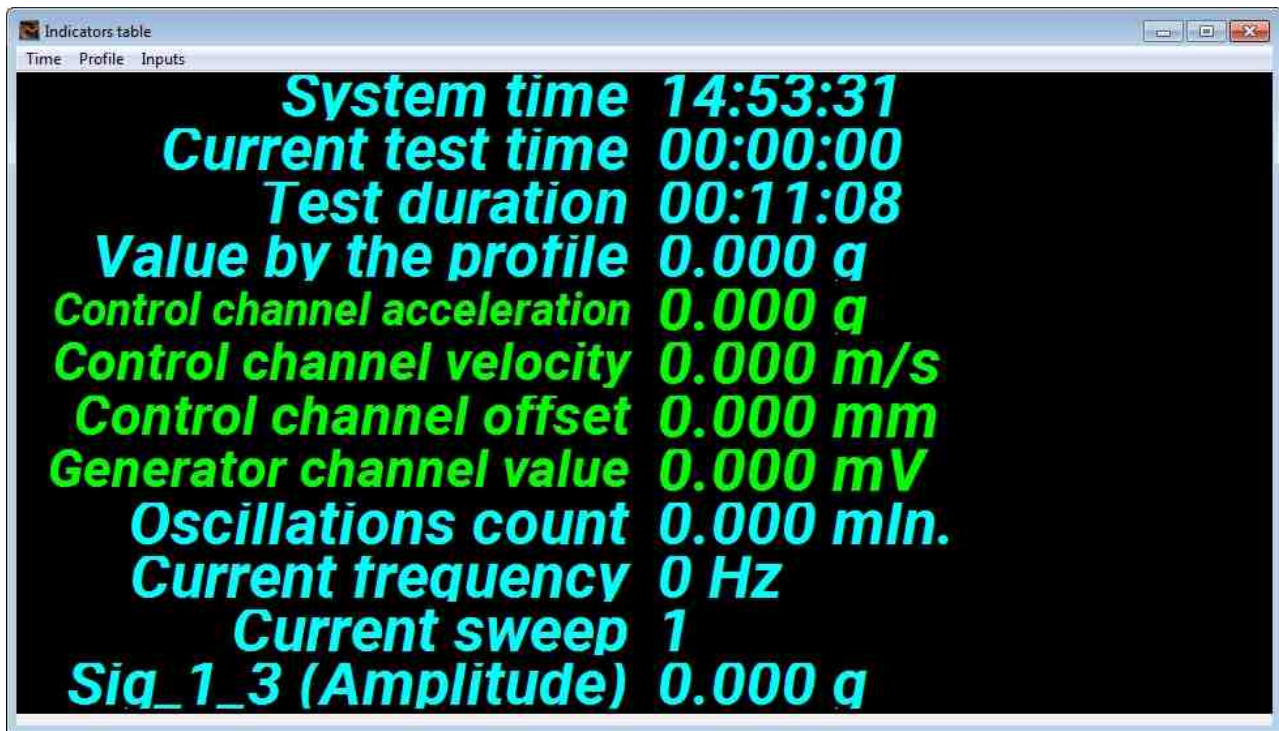 Indicators table
Time Profile Inputs
System time 14:53:31
Current test time 00:00:00
Test duration 00:11:08
Value by the profile 0.000 g
Control channel acceleration 0.000 g
Control channel velocity 0.000 m/s
Control channel offset 0.000 mm
Generator channel value 0.000 mV
Oscillations count 0.000 mln.
Current frequency 0 Hz
Current sweep 1
Sig_1_3 (Amplitude) 0.000 g